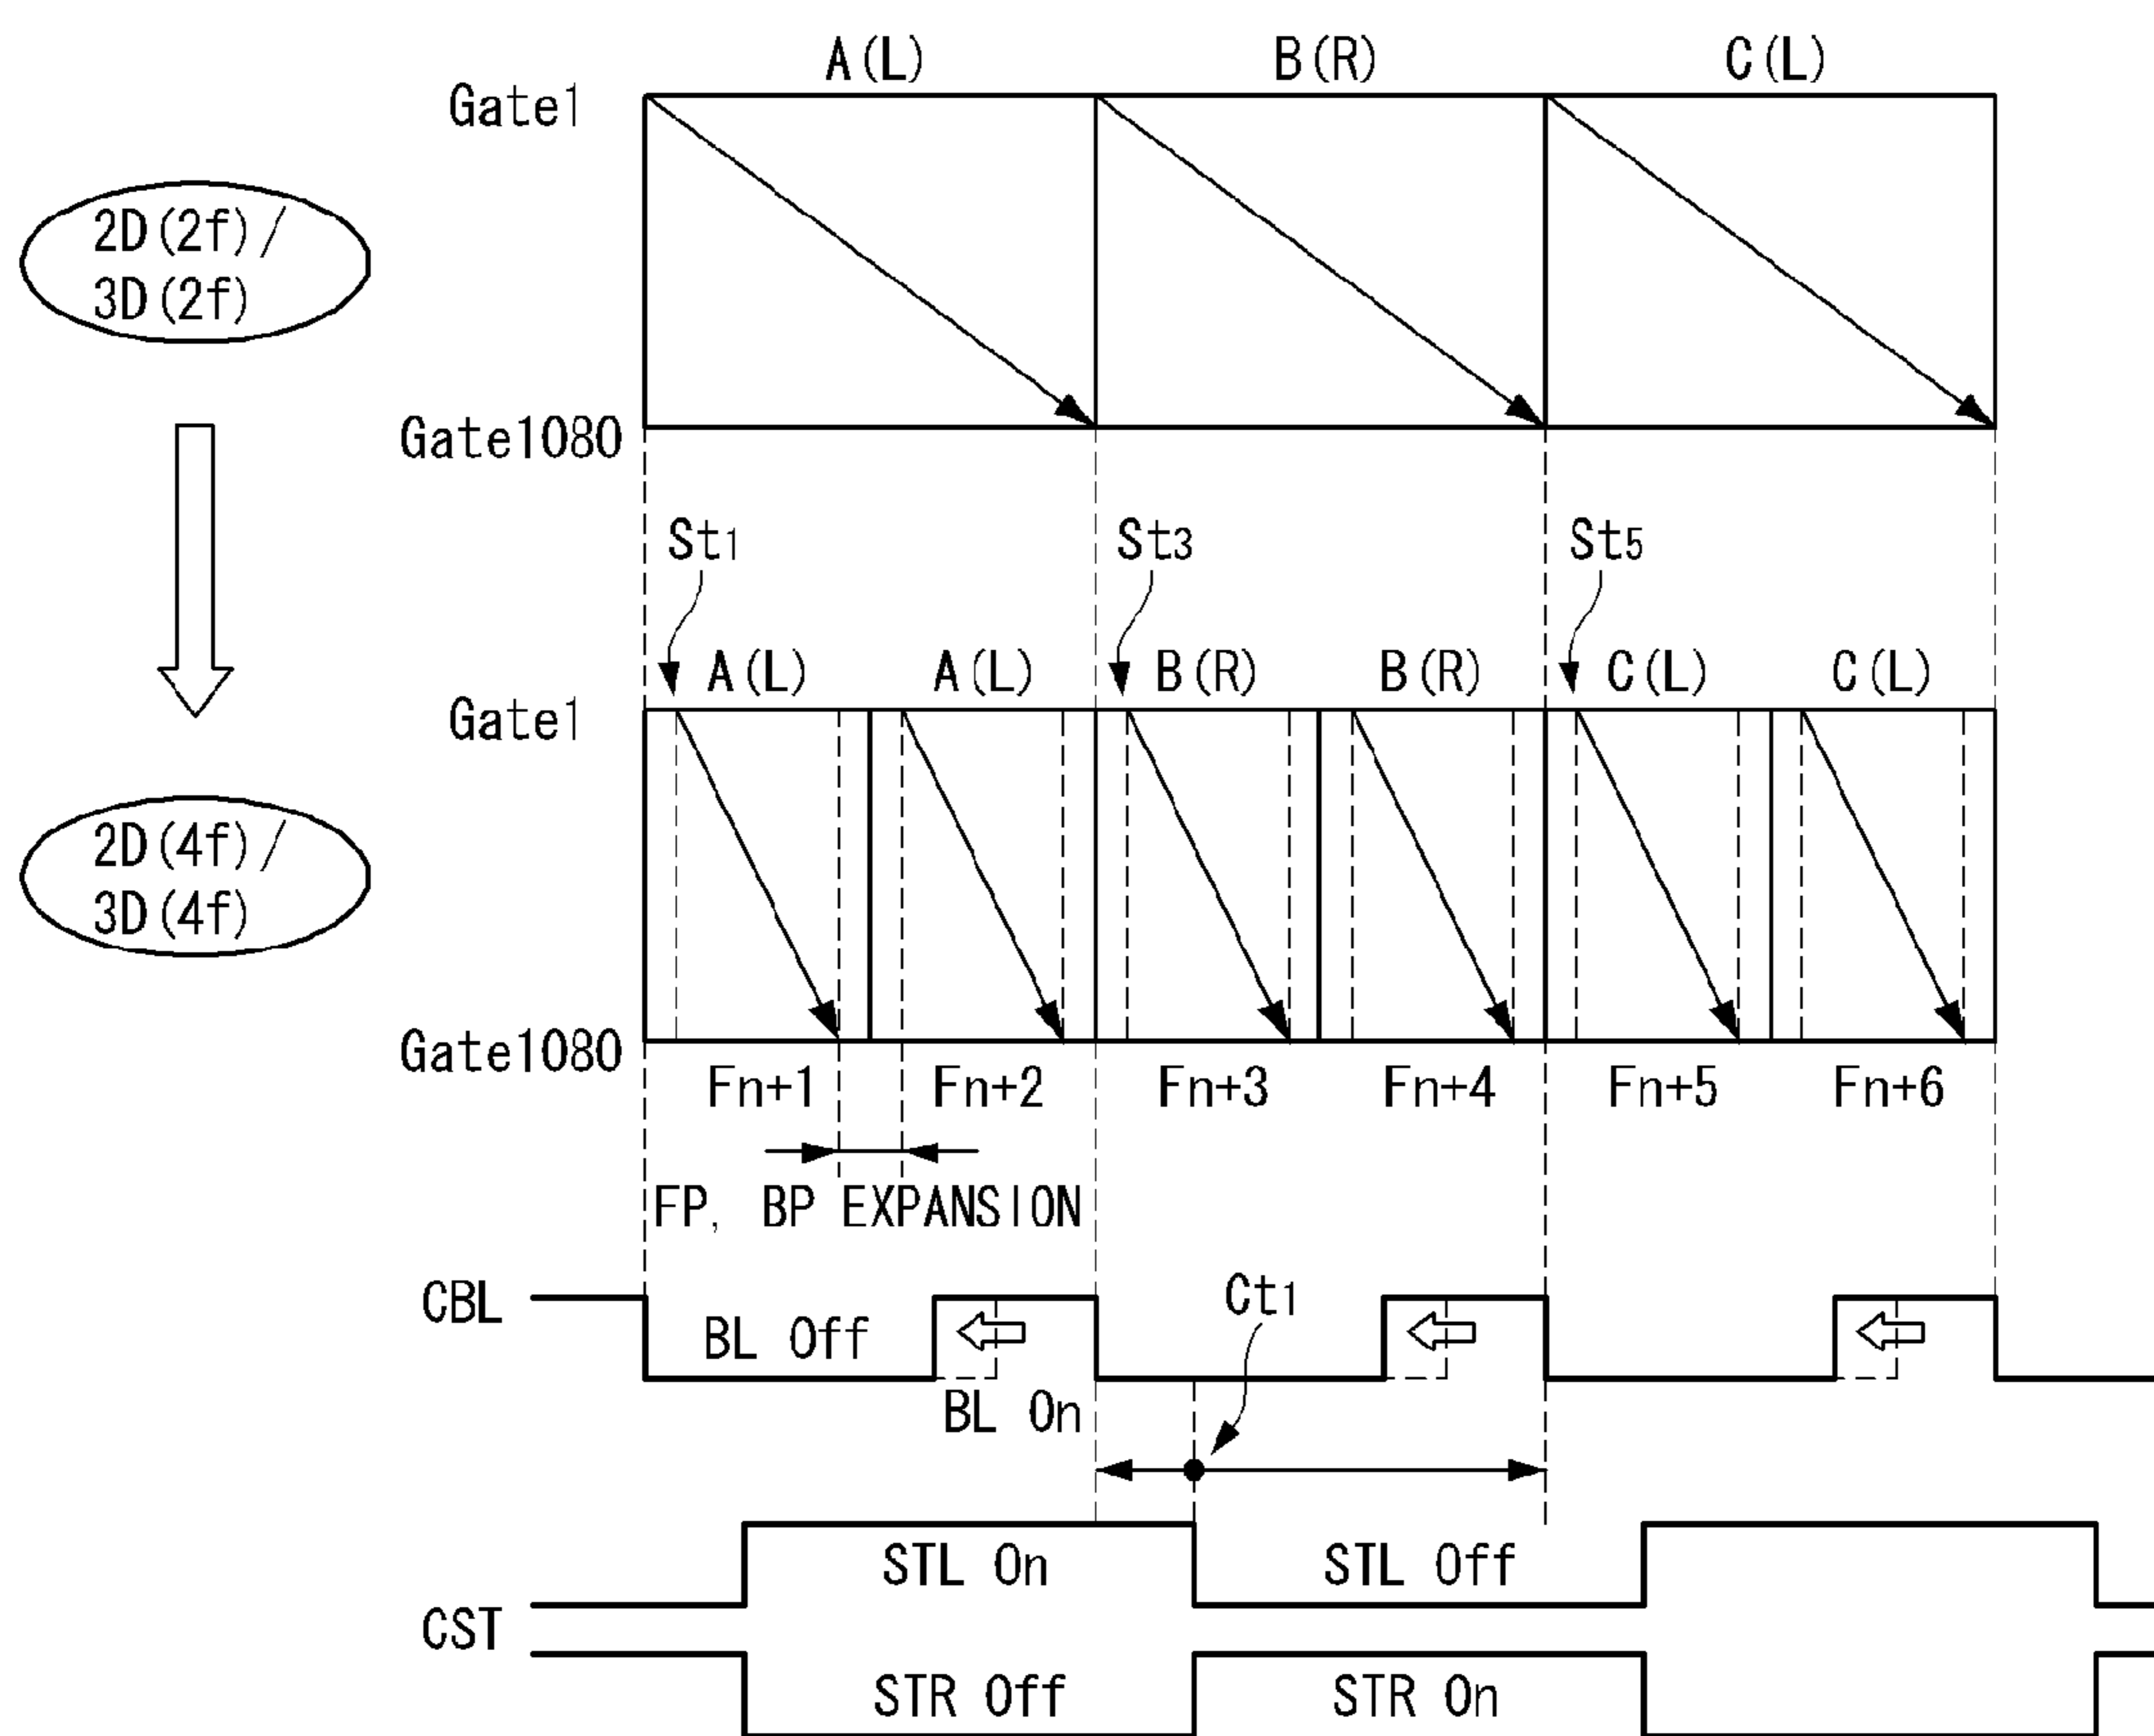 A(L) B(R) C(L)
Gate1
2D(2f)/
3D(2f)
Gate1080
St1 St3 St5
A(L) A(L) B(R) B(R) C(L) C(L)
Gate1
2D(4f)/
3D(4f)
Gate1080
Fn+1 Fn+2 Fn+3 Fn+4 Fn+5 Fn+6
FP, BP EXPANSION
CBL Ct1
BL Off
BL On
STL On STL Off
CST
STR Off STR On